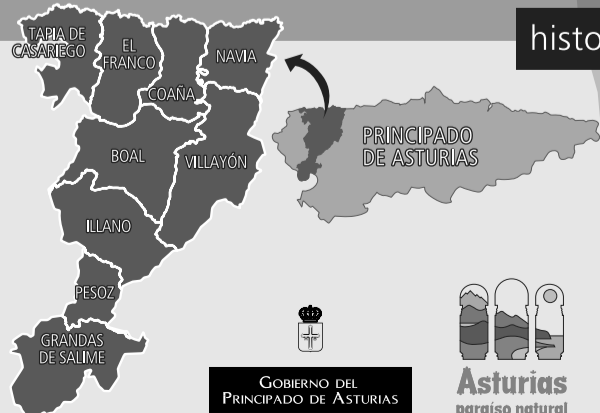 TAPIA DE
CASARIEGO
EL
FRANCO
NAVIA
COAÑA
histo
PRINCIPADO
DE ASTURIAS
BOAL
VILLAYÓN
ILLANO
PESOZ
GRANDAS
DE SALIME
GOBIERNO DEL
PRINCIPADO DE ASTURIAS
Asturias
paraíso natural